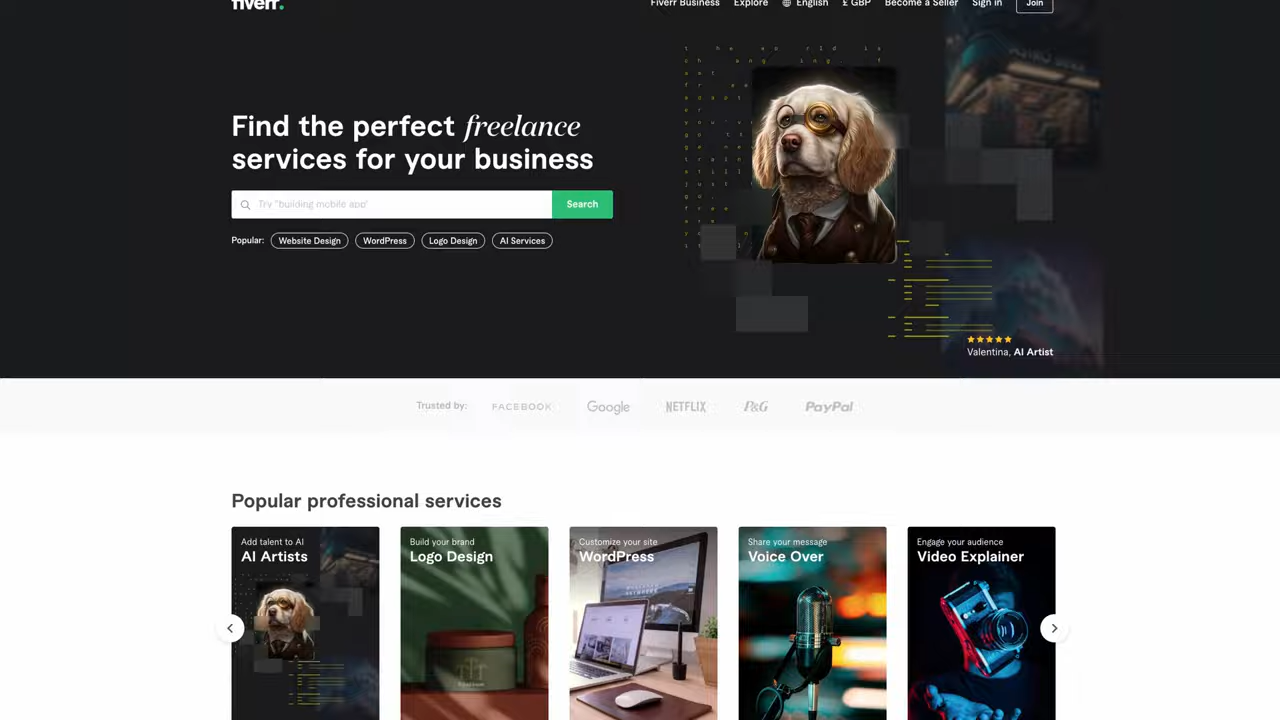 fiverr.
Fiverr Business Explore English £ GBP Become a Seller Sign in Join
Find the perfect freelance
services for your business
Try "building mobile app" Search
Popular: Website Design WordPress Logo Design AI Services
Valentina, AI Artist
Trusted by: FACEBOOK Google NETFLIX P&G PayPal
Popular professional services
Add talent to AI
AI Artists
Build your brand
Logo Design
Customize your site
WordPress
Share your message
Voice Over
Engage your audience
Video Explainer